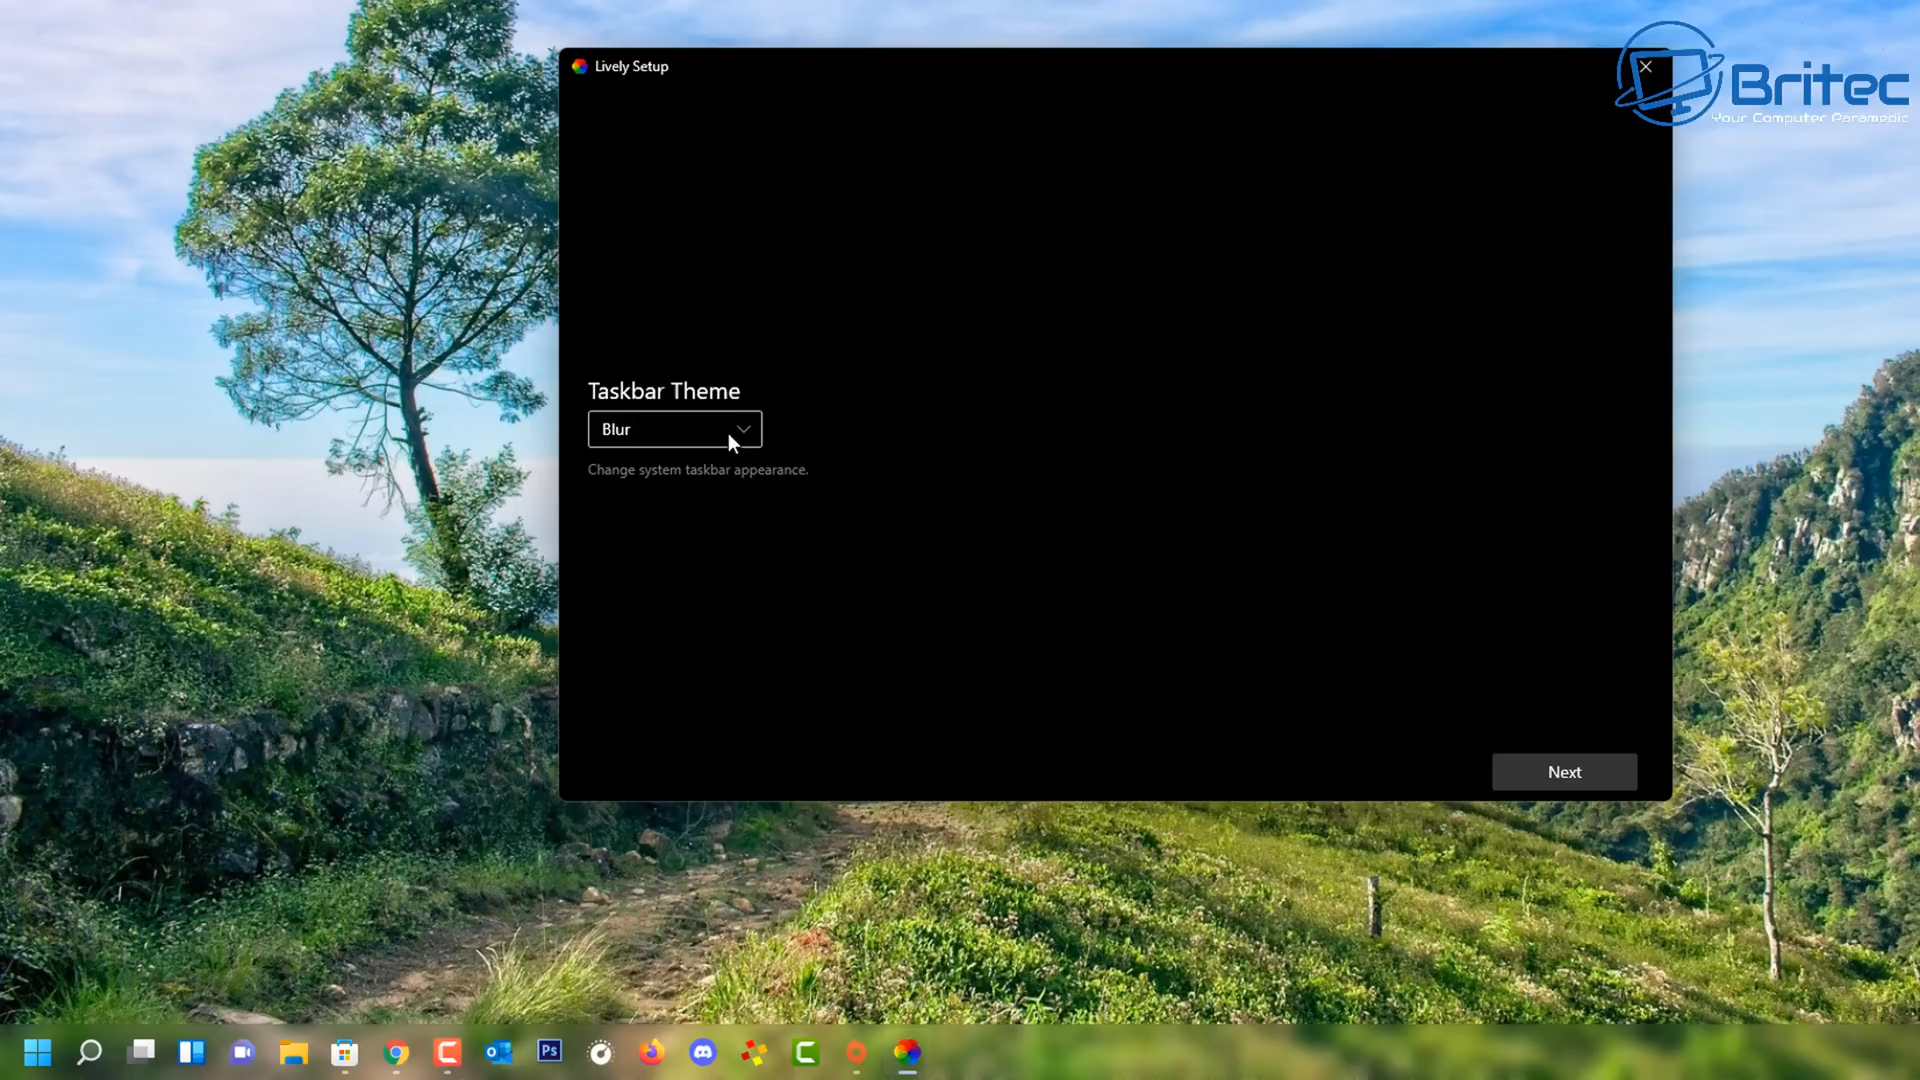 Lively Setup
Britec
Your Computer Paramedic
Taskbar Theme
Blur
Change system taskbar appearance.
Next
Ps